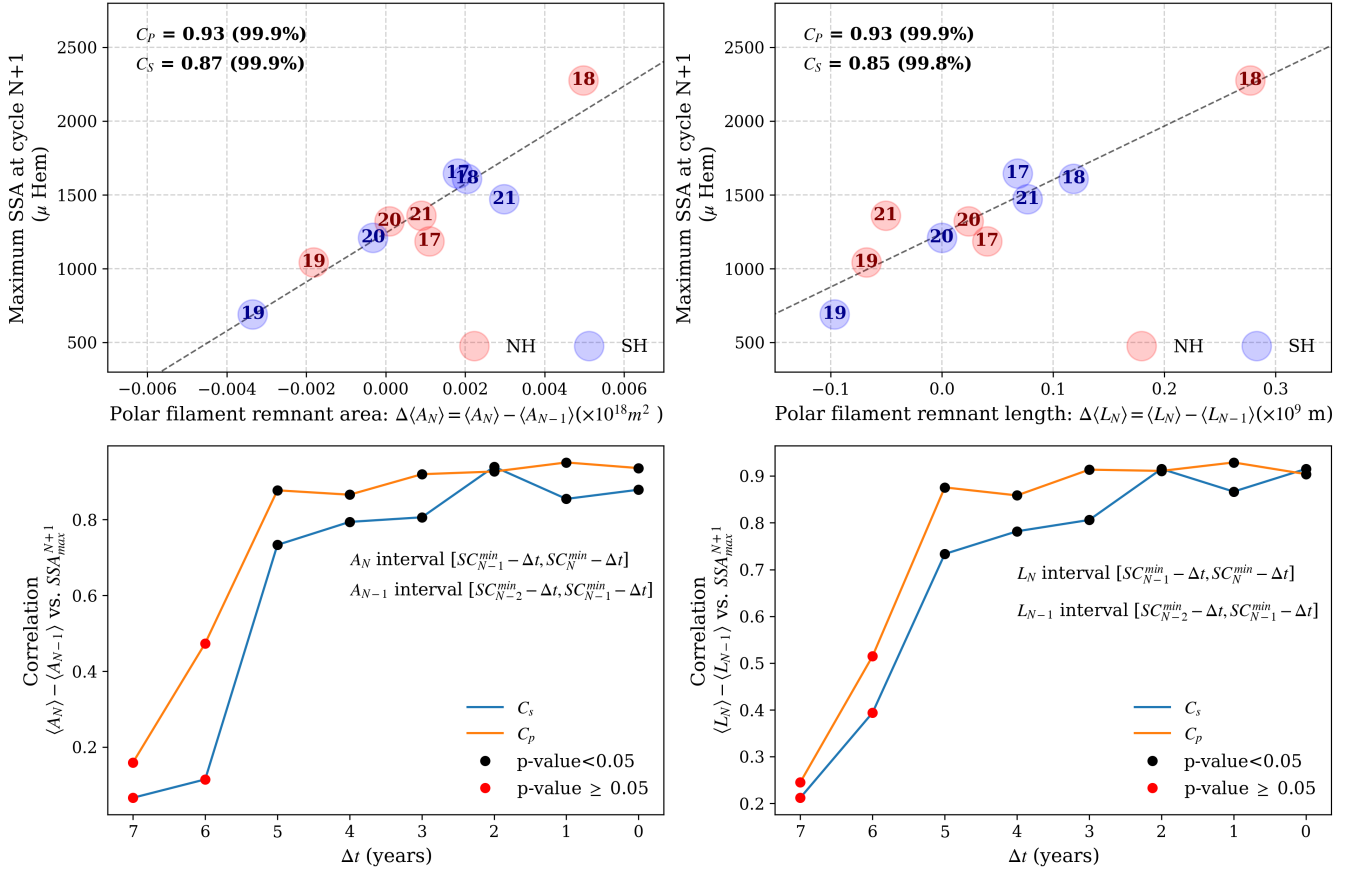 C_P = 0.93 (99.9%)
C_S = 0.87 (99.9%)
2500
2000
1500
1000
500
Maximum SSA at cycle N+1
(μ Hem)
18
17
18
21
21
20
17
20
19
19
NH
SH
−0.006
−0.004
−0.002
0.000
0.002
0.004
0.006
Polar filament remnant area: Δ⟨A_N⟩=⟨A_N⟩−⟨A_{N−1}⟩(×10^{18}m^2 )
C_P = 0.93 (99.9%)
C_S = 0.85 (99.8%)
2500
2000
1500
1000
500
Maximum SSA at cycle N+1
(μ Hem)
18
17
18
21
21
20
20
17
19
19
NH
SH
−0.1
0.0
0.1
0.2
0.3
Polar filament remnant length: Δ⟨L_N⟩=⟨L_N⟩−⟨L_{N−1}⟩(×10^9 m)
Correlation
⟨A_N⟩−⟨A_{N−1}⟩ vs. SSA_{max}^{N+1}
0.8
0.6
0.4
0.2
A_N interval [SC_{N−1}^{min}−Δt, SC_N^{min}−Δt]
A_{N−1} interval [SC_{N−2}^{min}−Δt, SC_{N−1}^{min}−Δt]
C_s
C_p
p-value<0.05
p-value ≥ 0.05
7
6
5
4
3
2
1
0
Δt (years)
Correlation
⟨L_N⟩−⟨L_{N−1}⟩ vs. SSA_{max}^{N+1}
0.9
0.8
0.7
0.6
0.5
0.4
0.3
0.2
L_N interval [SC_{N−1}^{min}−Δt, SC_N^{min}−Δt]
L_{N−1} interval [SC_{N−2}^{min}−Δt, SC_{N−1}^{min}−Δt]
C_s
C_p
p-value<0.05
p-value ≥ 0.05
7
6
5
4
3
2
1
0
Δt (years)